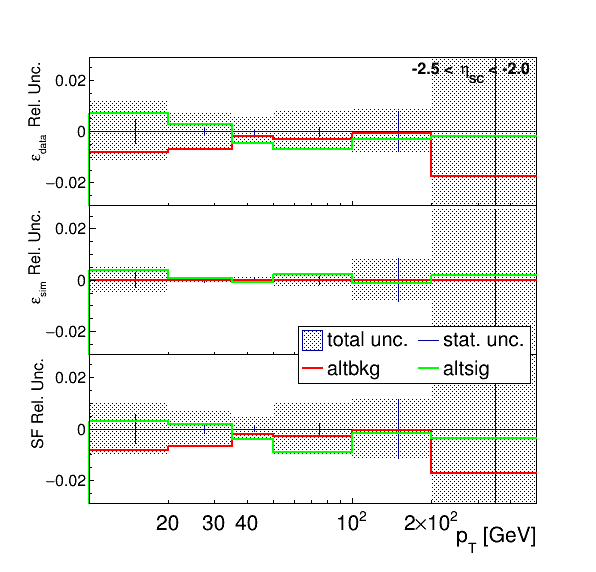 -2.5 < η_SC < -2.0
ε_data Rel. Unc.
0.02
0
−0.02
ε_sim Rel. Unc.
0.02
0
−0.02
total unc.
stat. unc.
altbkg
altsig
SF Rel. Unc.
0.02
0
−0.02
20
30
40
10²
2×10²
p_T [GeV]